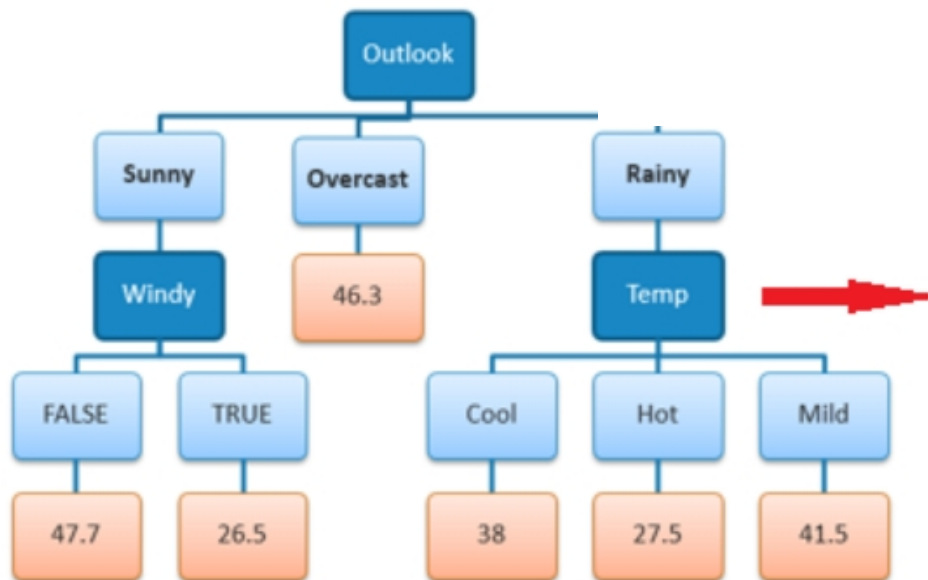 Outlook
Sunny
Overcast
Rainy
Windy
46.3
Temp
FALSE
TRUE
Cool
Hot
Mild
47.7
26.5
38
27.5
41.5